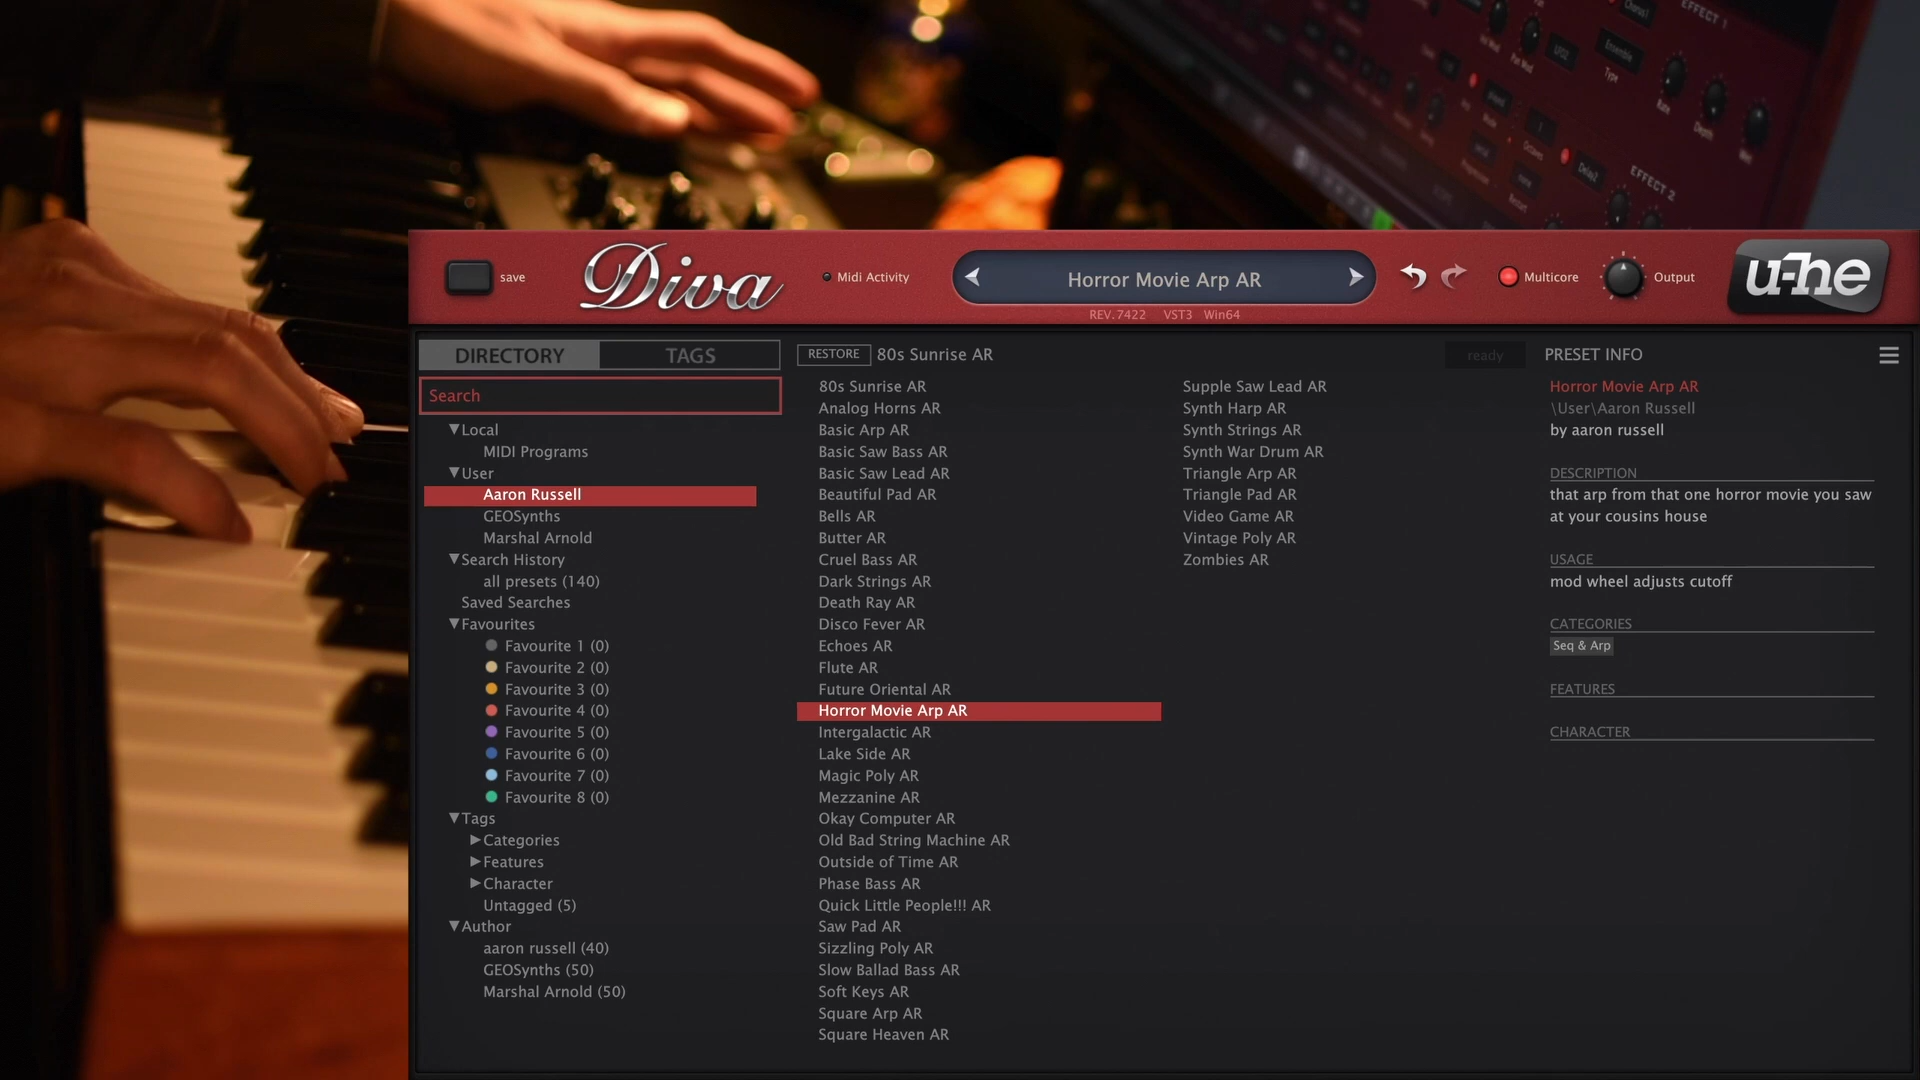 EFFECT 1
Type
Rate
Depth
EFFECT 2
save
Diva
Midi Activity
Horror Movie Arp AR
Multicore
Output
u-he
REV.7422 VST3 Win64
DIRECTORY
TAGS
Search
Local
MIDI Programs
User
Aaron Russell
GEOSynths
Marshal Arnold
Search History
all presets (140)
Saved Searches
Favourites
Favourite 1 (0)
Favourite 2 (0)
Favourite 3 (0)
Favourite 4 (0)
Favourite 5 (0)
Favourite 6 (0)
Favourite 7 (0)
Favourite 8 (0)
Tags
Categories
Features
Character
Untagged (5)
Author
aaron russell (40)
GEOSynths (50)
Marshal Arnold (50)
RESTORE
80s Sunrise AR
ready
80s Sunrise AR
Analog Horns AR
Basic Arp AR
Basic Saw Bass AR
Basic Saw Lead AR
Beautiful Pad AR
Bells AR
Butter AR
Cruel Bass AR
Dark Strings AR
Death Ray AR
Disco Fever AR
Echoes AR
Flute AR
Future Oriental AR
Horror Movie Arp AR
Intergalactic AR
Lake Side AR
Magic Poly AR
Mezzanine AR
Okay Computer AR
Old Bad String Machine AR
Outside of Time AR
Phase Bass AR
Quick Little People!!! AR
Saw Pad AR
Sizzling Poly AR
Slow Ballad Bass AR
Soft Keys AR
Square Arp AR
Square Heaven AR
Supple Saw Lead AR
Synth Harp AR
Synth Strings AR
Synth War Drum AR
Triangle Arp AR
Triangle Pad AR
Video Game AR
Vintage Poly AR
Zombies AR
PRESET INFO
Horror Movie Arp AR
\User\Aaron Russell
by aaron russell
DESCRIPTION
that arp from that one horror movie you saw
at your cousins house
USAGE
mod wheel adjusts cutoff
CATEGORIES
Seq & Arp
FEATURES
CHARACTER